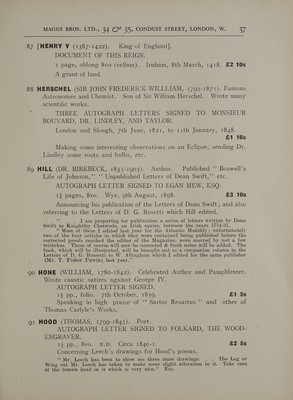 MAGGS BROS. LTD., 34 & 35, CONDUIT STREET, LONDON, W. 37
87 [HENRY V (1387-1422). King of England].
DOCUMENT OF THIS REIGN.
1 page, oblong 8vo (vellum). Imham, 8th March, 1418. £2 10s
A grant of land.
88 HERSCHEL (SIR JOHN FREDERICK WILLLIAM, 1792-1871). Famous
Astronomer and Chemist. Son of Sir William Herschel. Wrote many
scientific works.
THREE AUTOGRAPH LETTERS SIGNED TO MONSIEUR
BOUVARD, DR. LINDLEY, AND TAYLOR.
London and Slough, 7th June, 1821, to 11th January, 1848.
£1 16s
Making some interesting observations on an Eclipse, sending Dr.
Lindley some roots and bulbs, etc.
89 HILL (DR. BIRKBECK, 1835-1903). Author. Published "Boswell's
Life of Johnson," "Unpublished Letters of Dean Swift," etc.
AUTOGRAPH LETTER SIGNED TO EGAN MEW, ESQ.
1½ pages, 8vo. Wye, 9th August, 1898. £3 10s
Announcing his publication of the Letters of Dean Swift; and also
referring to the Letters of D. G. Rosetti which Hill edited.
". . . I am preparing for publication a series of letters written by Dean
Swift to Knightley Chetwode, an Irish squire, between the years 1714-31.
"Most of these I edited last year for the Atlantic Monthly; unfortunately
two of the four articles in which they were contained being published before the
corrected proofs reached the editor of the Magazine, were marred by not a few
mistakes. These of course will now be corrected & fresh notes will be added. The
book, which will be illustrated, will be brought out as a companion volume to the
Letters of D. G. Rossetti to W. Allingham which I edited for the same publisher
(Mr. T. Fisher Unwin) last year."
90 HONE (WILLIAM, 1780-1842). Celebrated Author and Pamphleteer.
Wrote caustic satires against George IV.
AUTOGRAPH LETTER SIGNED.
1½ pp., folio. 7th October, 1839. £1 5s
Speaking in high praise of "Sartor Resartus" and other of
Thomas Carlyle's Works.
91 HOOD (THOMAS, 1799-1845). Poet.
AUTOGRAPH LETTER SIGNED TO FOLKARD, THE WOOD-
ENGRAVER.
1½ pp., 8vo. N.D. Circa 1840-1. £2 5s
Concerning Leech's drawings for Hood's poems.
"Mr. Leech has been to show me three more drawings. . . . The Leg or
Wing out Mr. Leech has taken to make some slight alteration in it. Take care
of the female head in it which is very nice." Etc.